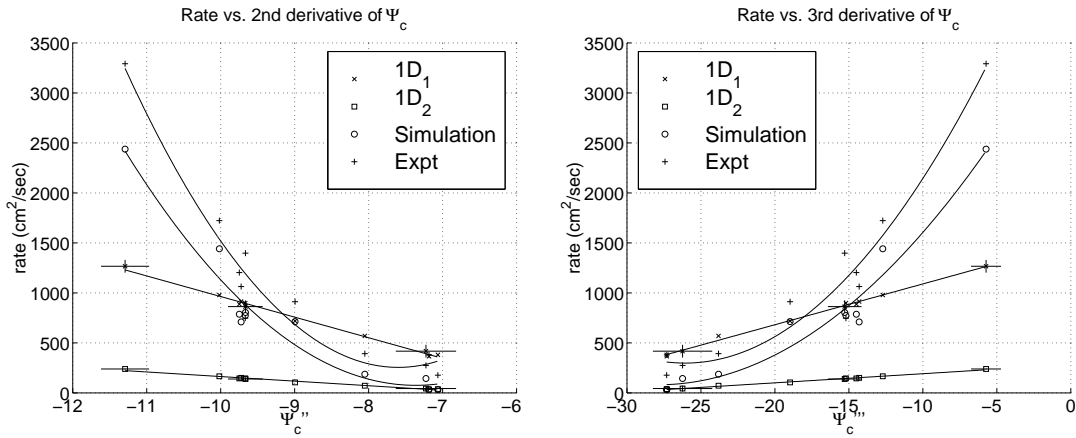 Rate vs. 2nd derivative of Ψc
3500
3000
2500
2000
1500
1000
500
0
rate (cm²/sec)
1D₁
1D₂
Simulation
Expt
−12 −11 −10 −9 −8 −7 −6
Ψc''
Rate vs. 3rd derivative of Ψc
3500
3000
2500
2000
1500
1000
500
0
rate (cm²/sec)
1D₁
1D₂
Simulation
Expt
−30 −25 −20 −15 −10 −5 0
Ψc'''